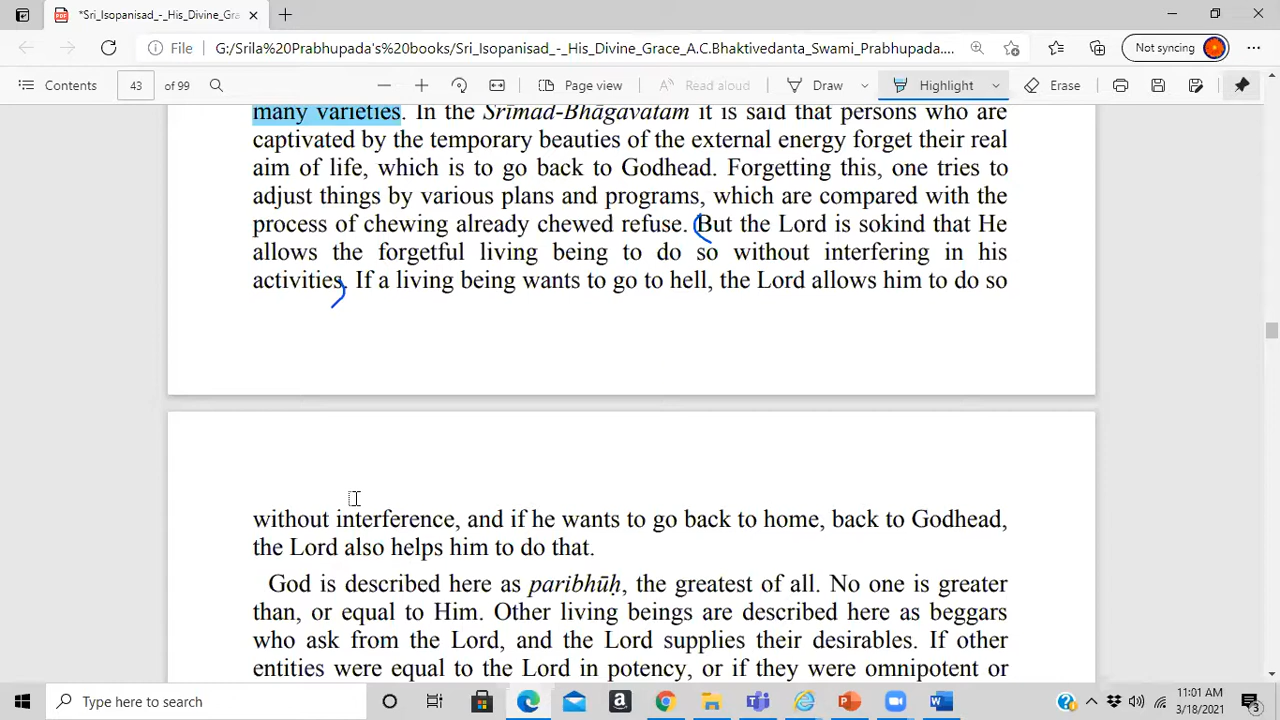 *Sri_Isopanisad_-_His_Divine_Gra
File
G:/Srila%20Prabhupada's%20books/Sri_Isopanisad_-_His_Divine_Grace_A.C.Bhaktivedanta_Swami_Prabhupada....
Not syncing
Contents
43
of 99
Page view
Read aloud
Draw
Highlight
Erase
many varieties. In the Srīmad-Bhāgavatam it is said that persons who are
captivated by the temporary beauties of the external energy forget their real
aim of life, which is to go back to Godhead. Forgetting this, one tries to
adjust things by various plans and programs, which are compared with the
process of chewing already chewed refuse. But the Lord is sokind that He
allows the forgetful living being to do so without interfering in his
activities. If a living being wants to go to hell, the Lord allows him to do so
without interference, and if he wants to go back to home, back to Godhead,
the Lord also helps him to do that.
God is described here as paribhūḥ, the greatest of all. No one is greater
than, or equal to Him. Other living beings are described here as beggars
who ask from the Lord, and the Lord supplies their desirables. If other
entities were equal to the Lord in potency, or if they were omnipotent or
Type here to search
11:01 AM
3/18/2021
3